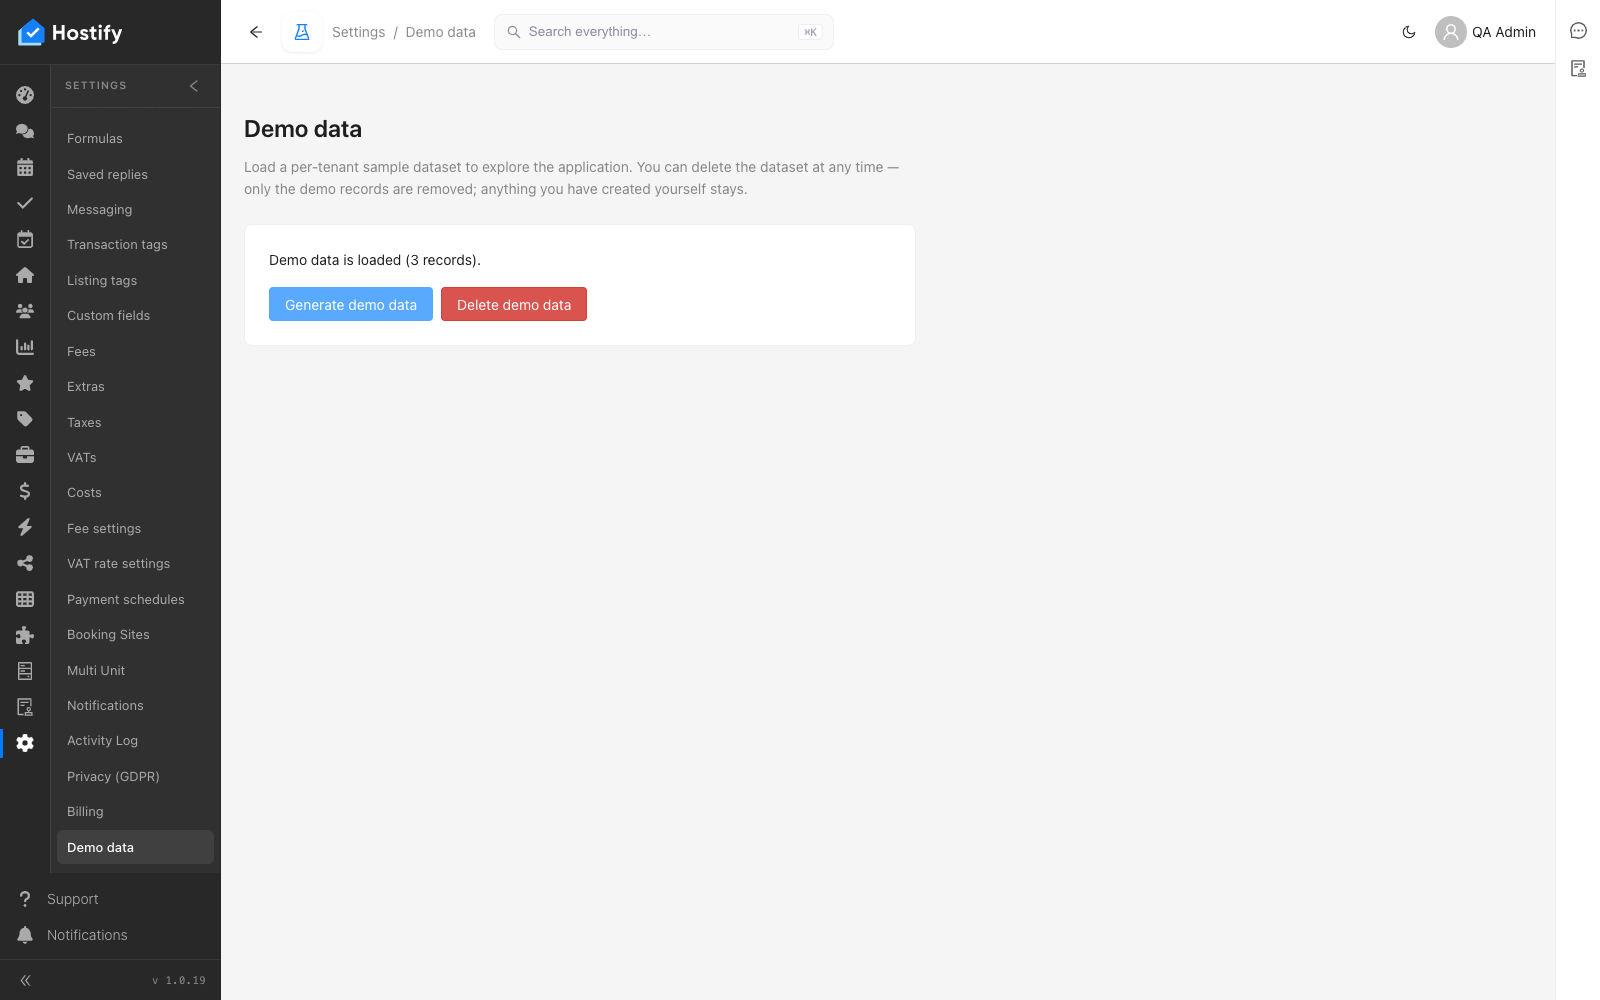 Hostify
Settings / Demo data
Search everything...
⌘K
QA Admin
SETTINGS
Formulas
Saved replies
Messaging
Transaction tags
Listing tags
Custom fields
Fees
Extras
Taxes
VATs
Costs
Fee settings
VAT rate settings
Payment schedules
Booking Sites
Multi Unit
Notifications
Activity Log
Privacy (GDPR)
Billing
Demo data
Support
Notifications
v 1.0.19
Demo data
Load a per-tenant sample dataset to explore the application. You can delete the dataset at any time —
only the demo records are removed; anything you have created yourself stays.
Demo data is loaded (3 records).
Generate demo data
Delete demo data